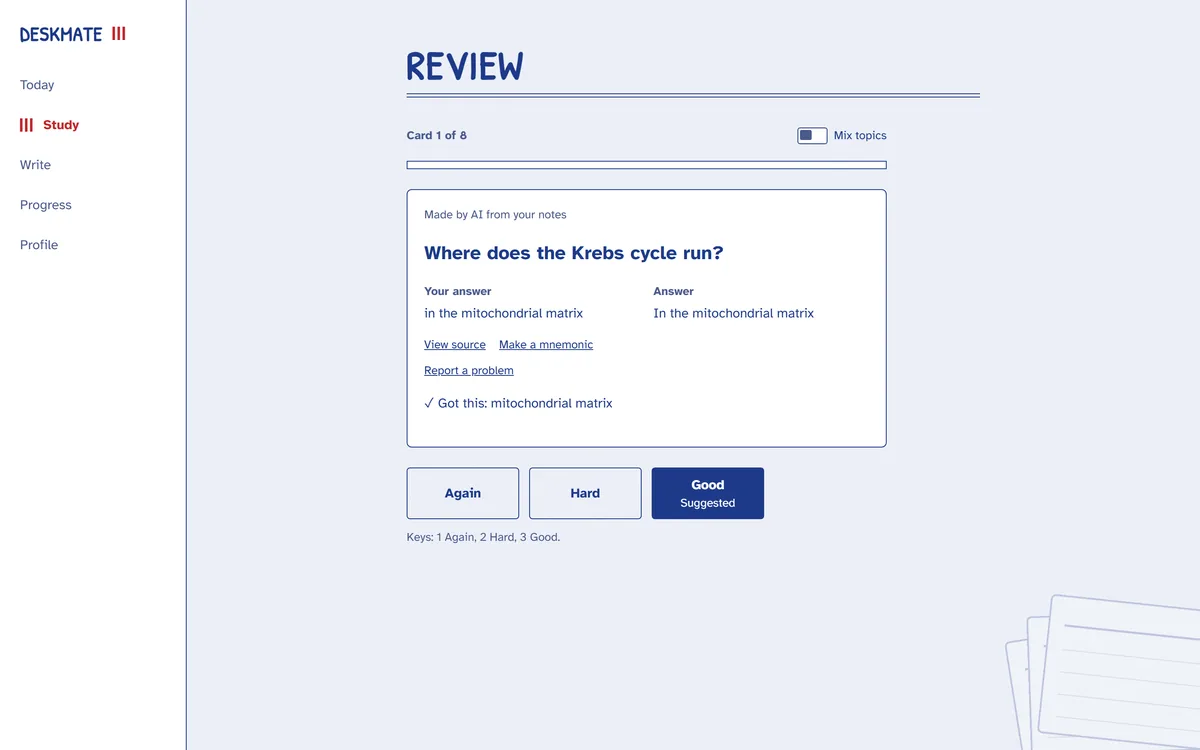 DESKMATE
Today
Study
Write
Progress
Profile
REVIEW
Card 1 of 8
Mix topics
Made by AI from your notes
Where does the Krebs cycle run?
Your answer
in the mitochondrial matrix
Answer
In the mitochondrial matrix
View source Make a mnemonic
Report a problem
✓ Got this: mitochondrial matrix
Again
Hard
Good
Suggested
Keys: 1 Again, 2 Hard, 3 Good.